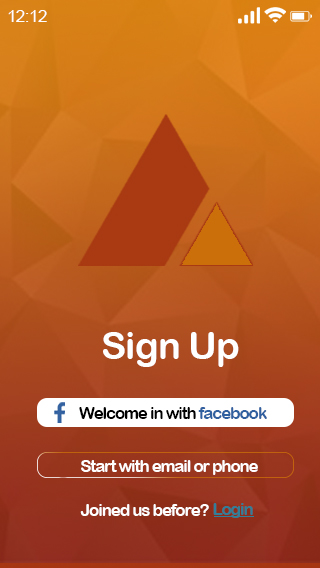 12:12
Sign Up
Welcome in with facebook
Start with email or phone
Joined us before? Login